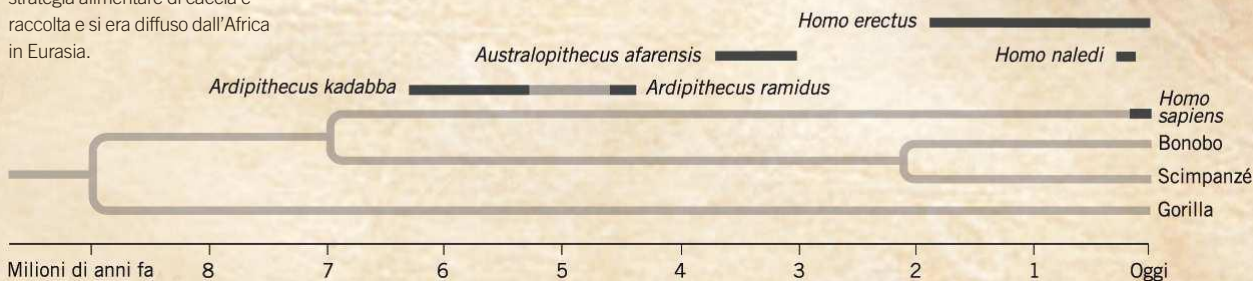 strategia alimentare di caccia e
raccolta e si era diffuso dall'Africa
in Eurasia.
Homo erectus
Australopithecus afarensis
Homo naledi
Ardipithecus kadabba
Ardipithecus ramidus
Homo
sapiens
Bonobo
Scimpanzé
Gorilla
Milioni di anni fa 8 7 6 5 4 3 2 1 Oggi